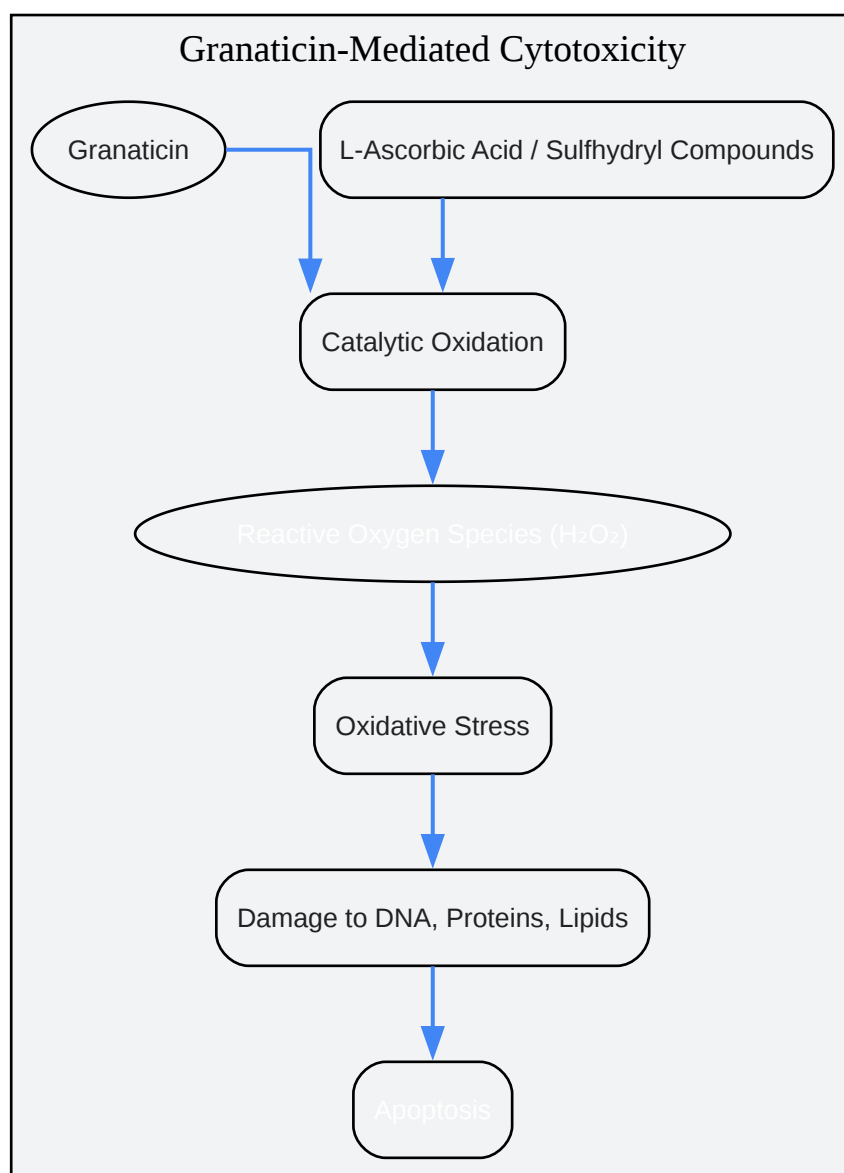 Granaticin-Mediated Cytotoxicity
Granaticin
L-Ascorbic Acid / Sulfhydryl Compounds
Catalytic Oxidation
Reactive Oxygen Species (H₂O₂)
Oxidative Stress
Damage to DNA, Proteins, Lipids
Apoptosis